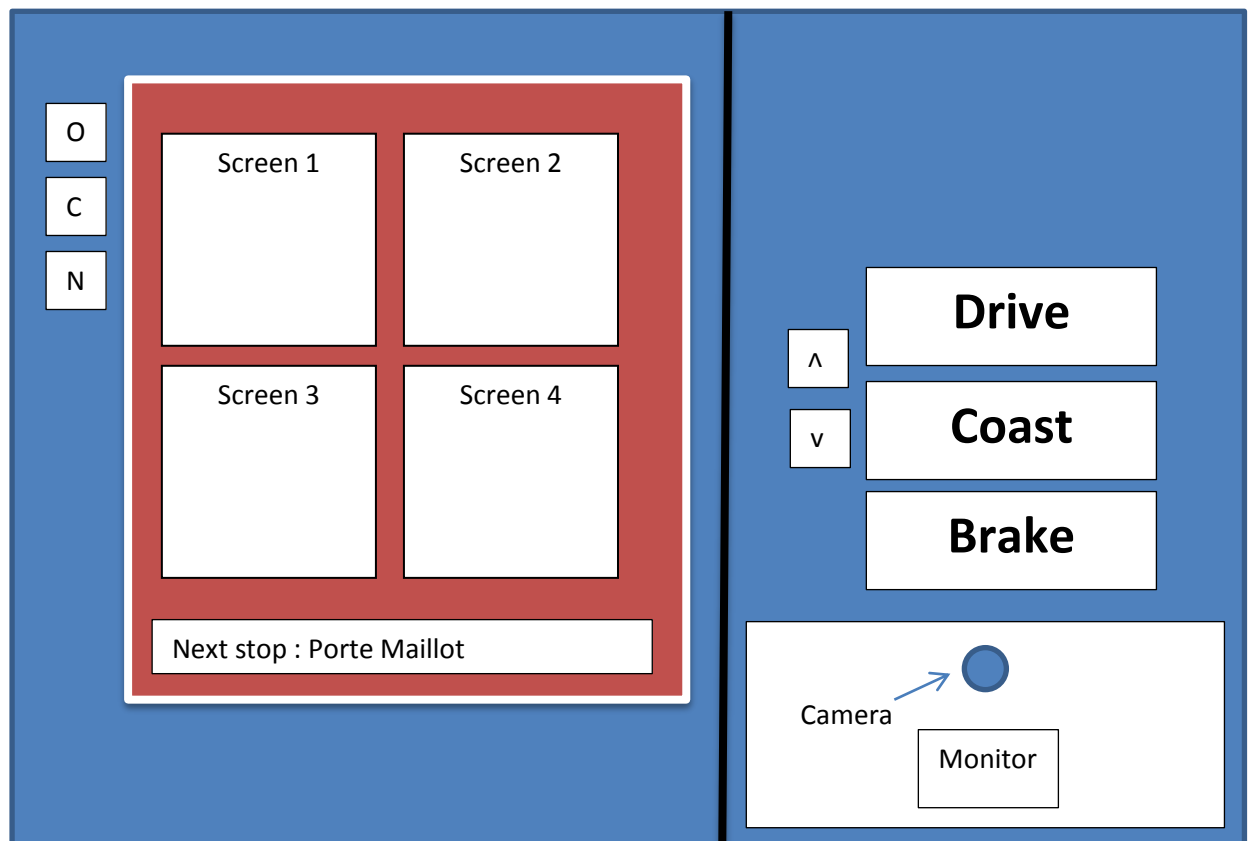 O
C
N
Screen 1
Screen 2
Screen 3
Screen 4
Next stop : Porte Maillot
Drive
ʌ
Coast
v
Brake
Camera
Monitor